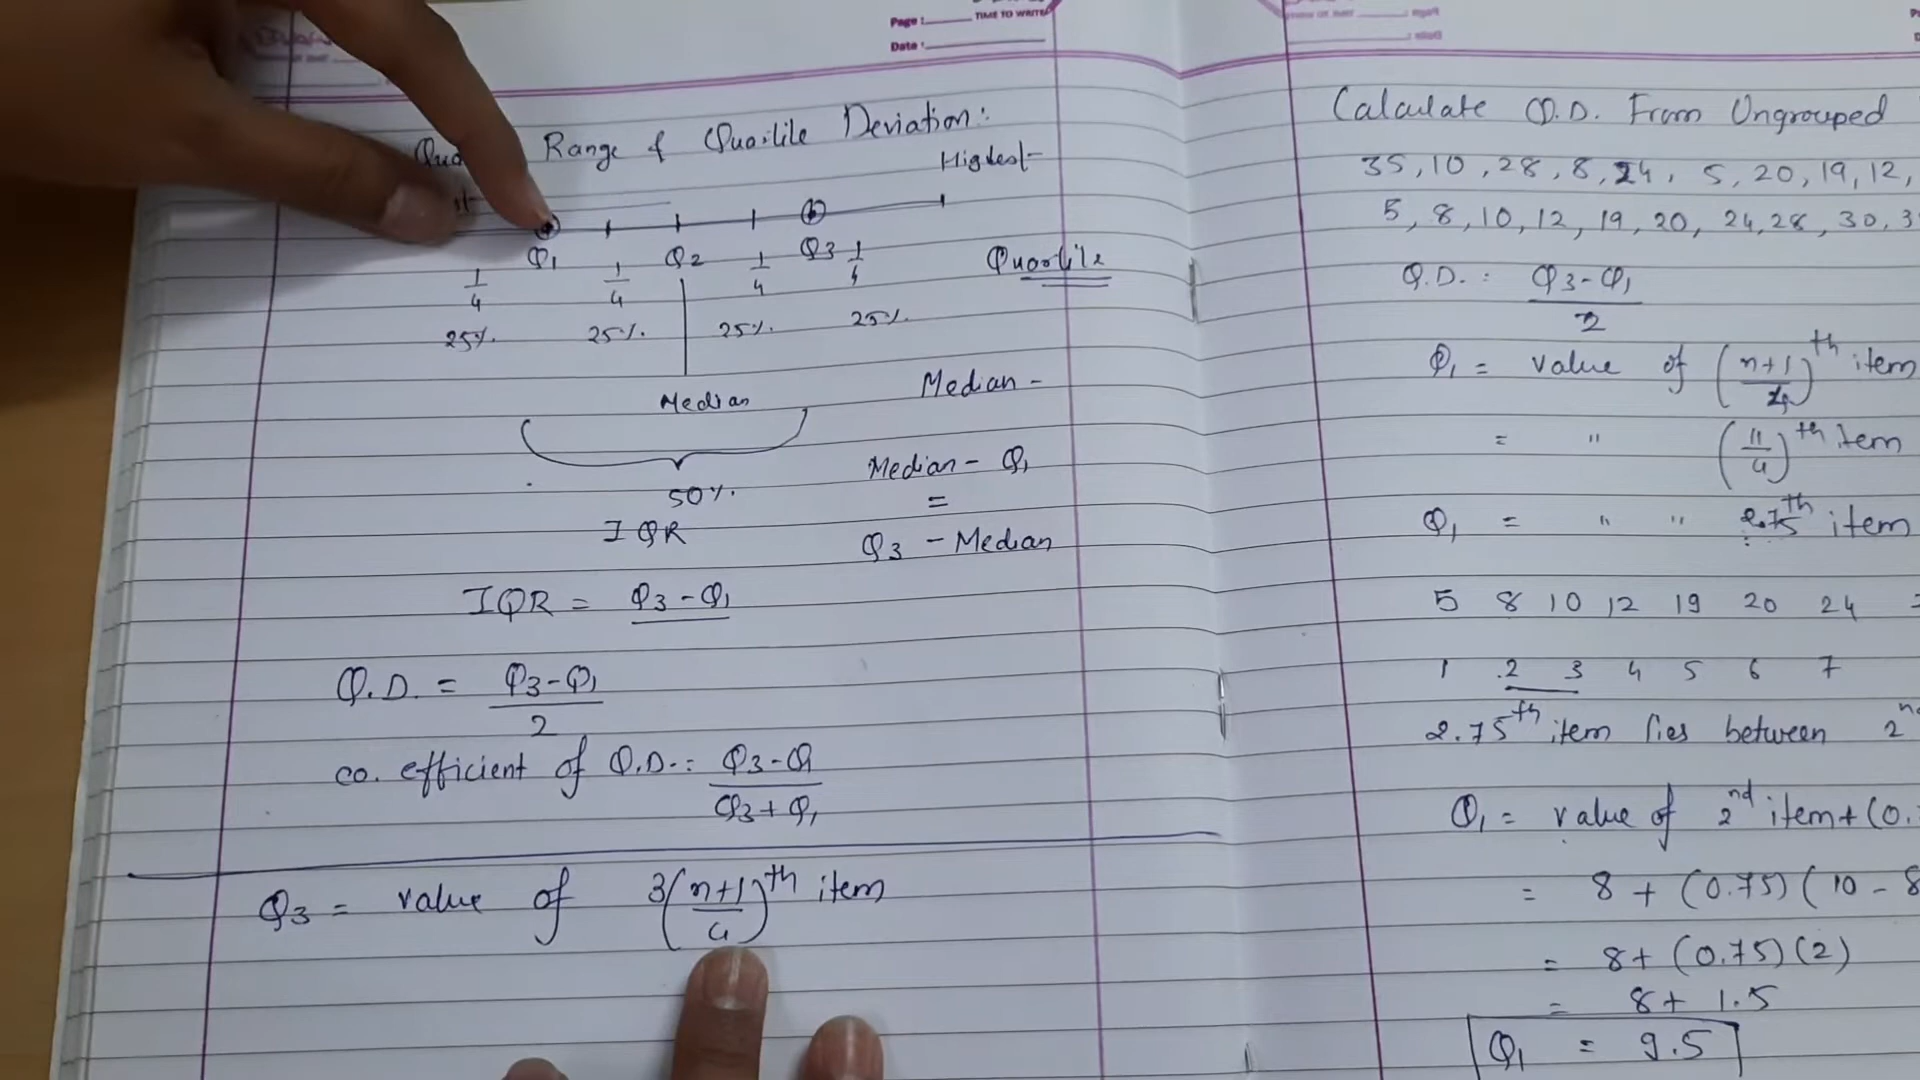 Page:
TIME TO WRITE
Date:
Range & Quartile Deviation:
Highest
Q1 Q2 Q3
1/4 1/4 1/4 1/4
Quartile
25% 25% 25% 25%
Median
Median -
50%
Median - Q1
=
Q3 - Median
IQR
IQR = Q3-Q1
Q.D. = Q3-Q1 / 2
co. efficient of Q.D.: Q3-Q1 / Q3+Q1
Q3 = value of 3(n+1/4)th item
Calculate Q.D. From Ungrouped
35, 10, 28, 8, 24, 5, 20, 19, 12,
5, 8, 10, 12, 19, 20, 24, 28, 30,
Q.D. : Q3-Q1 / 2
Q1 = value of (n+1/4)th item
= " (11/4)th item
Q1 = " " 2.75th item
5 8 10 12 19 20 24
1 2 3 4 5 6 7
2.75th item lies between 2nd
Q1 = value of 2nd item + (0.
= 8 + (0.75) (10 - 8
= 8 + (0.75) (2)
= 8 + 1.5
Q1 = 9.5